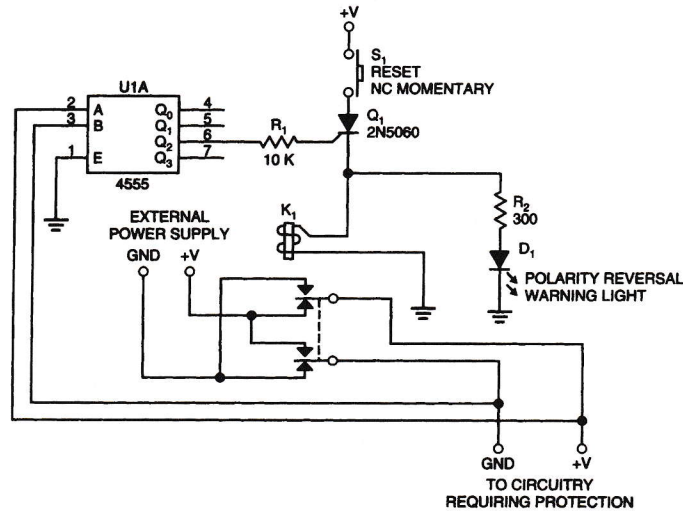 +V
S1
RESET
NC MOMENTARY
U1A
2 A Q0 4
3 B Q1 5
Q2 6
1 E Q3 7
4555
R1
10 K
Q1
2N5060
K1
R2
300
D1
POLARITY REVERSAL
WARNING LIGHT
EXTERNAL
POWER SUPPLY
GND +V
GND +V
TO CIRCUITRY
REQUIRING PROTECTION